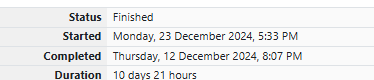 Status Finished
Started Monday, 23 December 2024, 5:33 PM
Completed Thursday, 12 December 2024, 8:07 PM
Duration 10 days 21 hours